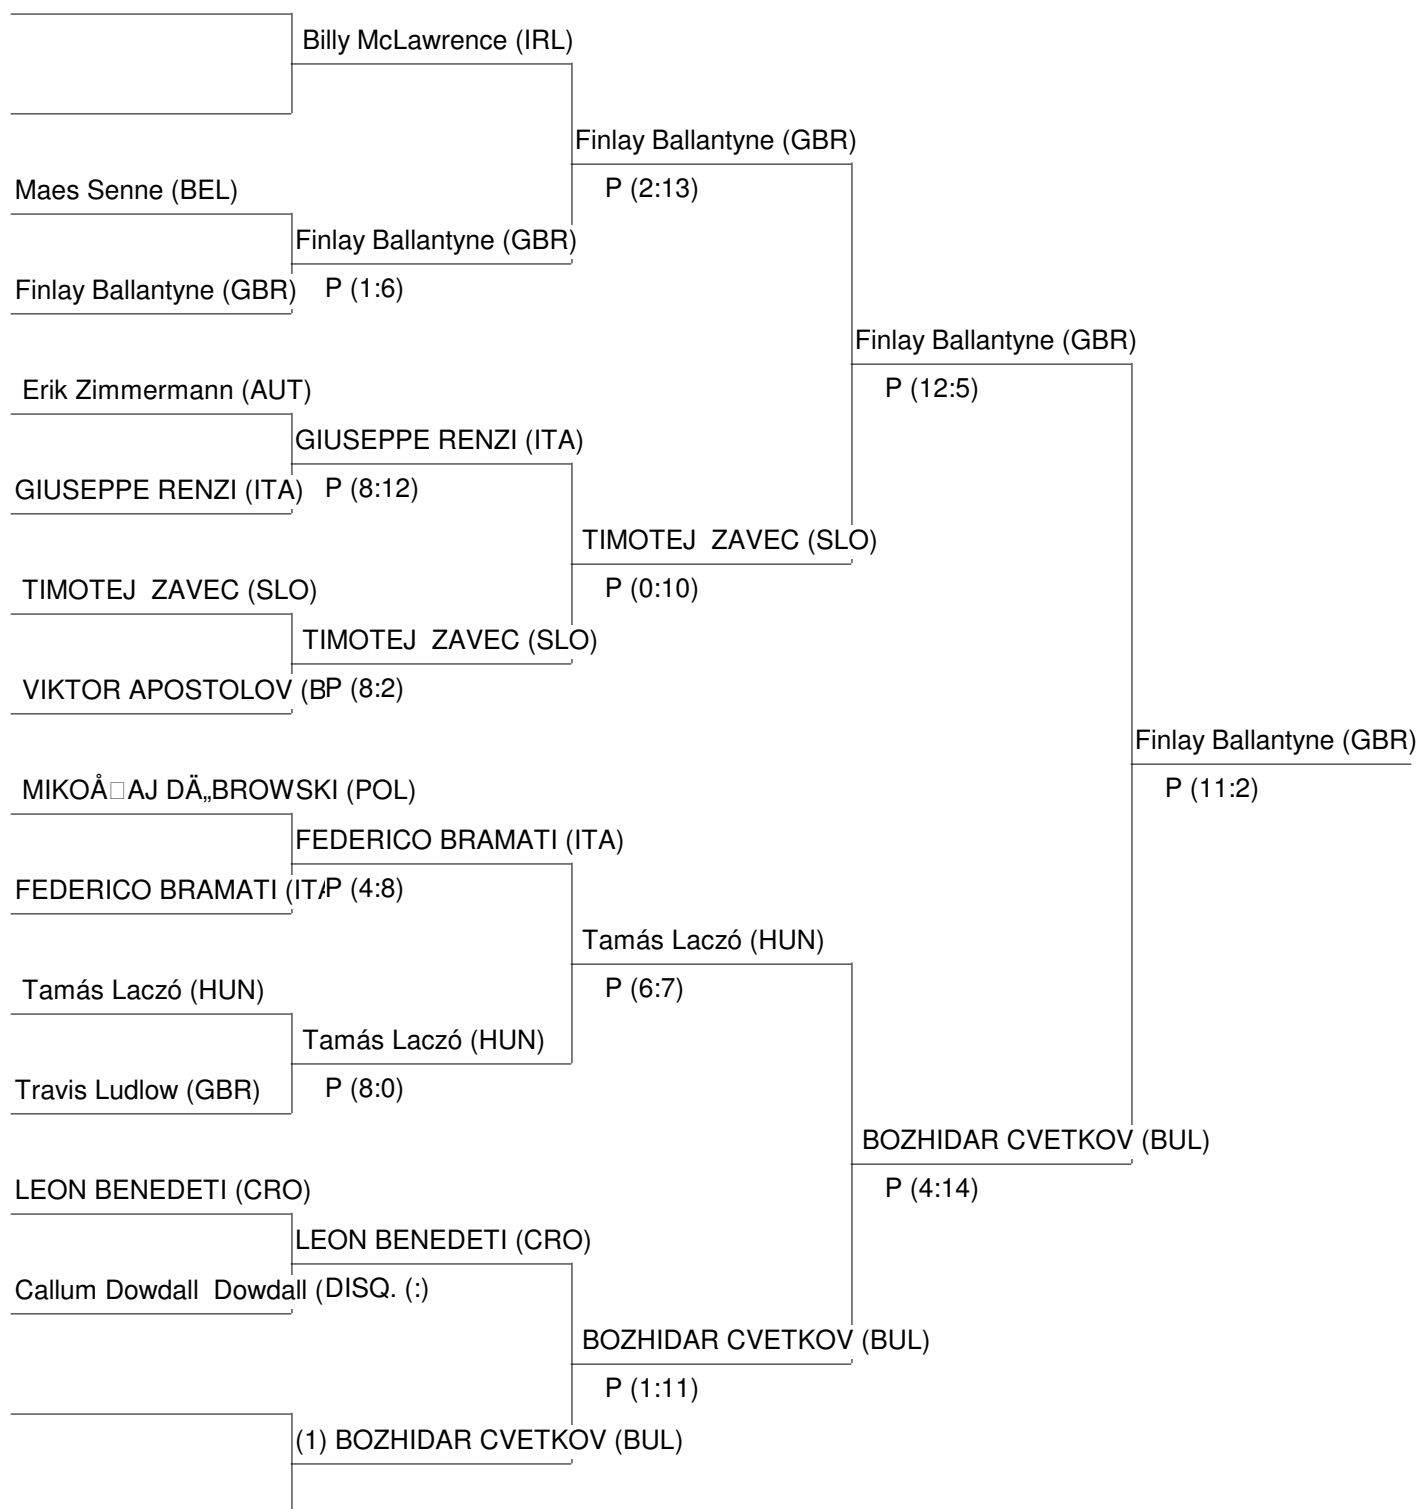 Billy McLawrence (IRL)
Finlay Ballantyne (GBR)
Maes Senne (BEL)
P (2:13)
Finlay Ballantyne (GBR)
Finlay Ballantyne (GBR)
P (1:6)
Finlay Ballantyne (GBR)
Erik Zimmermann (AUT)
P (12:5)
GIUSEPPE RENZI (ITA)
GIUSEPPE RENZI (ITA)
P (8:12)
TIMOTEJ  ZAVEC (SLO)
TIMOTEJ  ZAVEC (SLO)
P (0:10)
TIMOTEJ  ZAVEC (SLO)
VIKTOR APOSTOLOV (B
P (8:2)
Finlay Ballantyne (GBR)
MIKOÅ□AJ DÄ„BROWSKI (POL)
P (11:2)
FEDERICO BRAMATI (ITA)
FEDERICO BRAMATI (ITA
P (4:8)
Tamás Laczó (HUN)
Tamás Laczó (HUN)
P (6:7)
Tamás Laczó (HUN)
Travis Ludlow (GBR)
P (8:0)
BOZHIDAR CVETKOV (BUL)
LEON BENEDETI (CRO)
P (4:14)
LEON BENEDETI (CRO)
Callum Dowdall  Dowdall (
DISQ. (:)
BOZHIDAR CVETKOV (BUL)
P (1:11)
(1) BOZHIDAR CVETKOV (BUL)